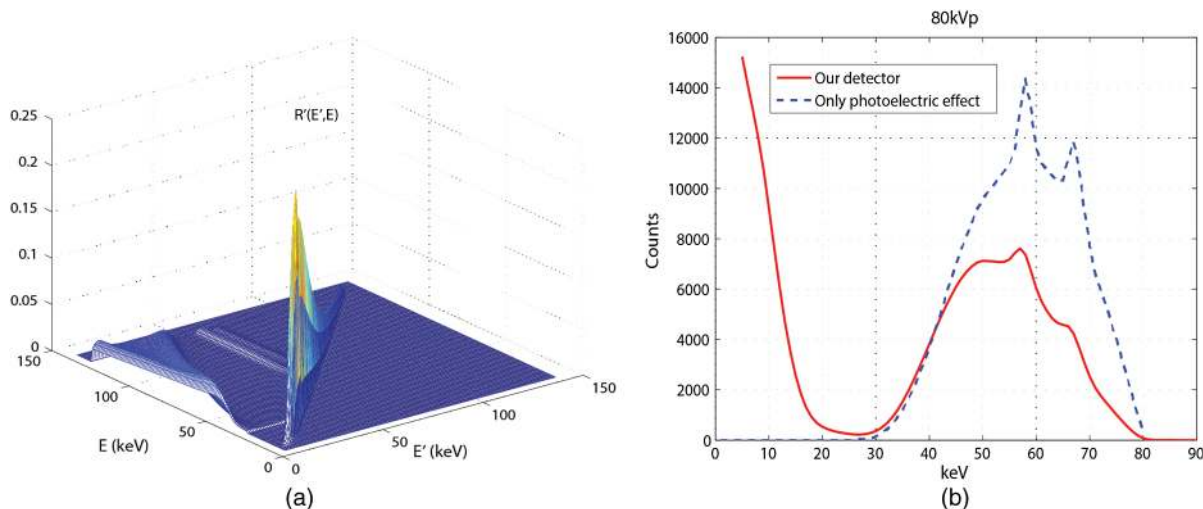 0.25
0.2
0.15
0.1
0.05
0
150
100
50
0
0
50
100
150
R'(E',E)
E (keV)
E' (keV)
(a)
80kVp
16000
14000
12000
10000
8000
6000
4000
2000
0
Counts
Our detector
Only photoelectric effect
0 10 20 30 40 50 60 70 80 90
keV
(b)